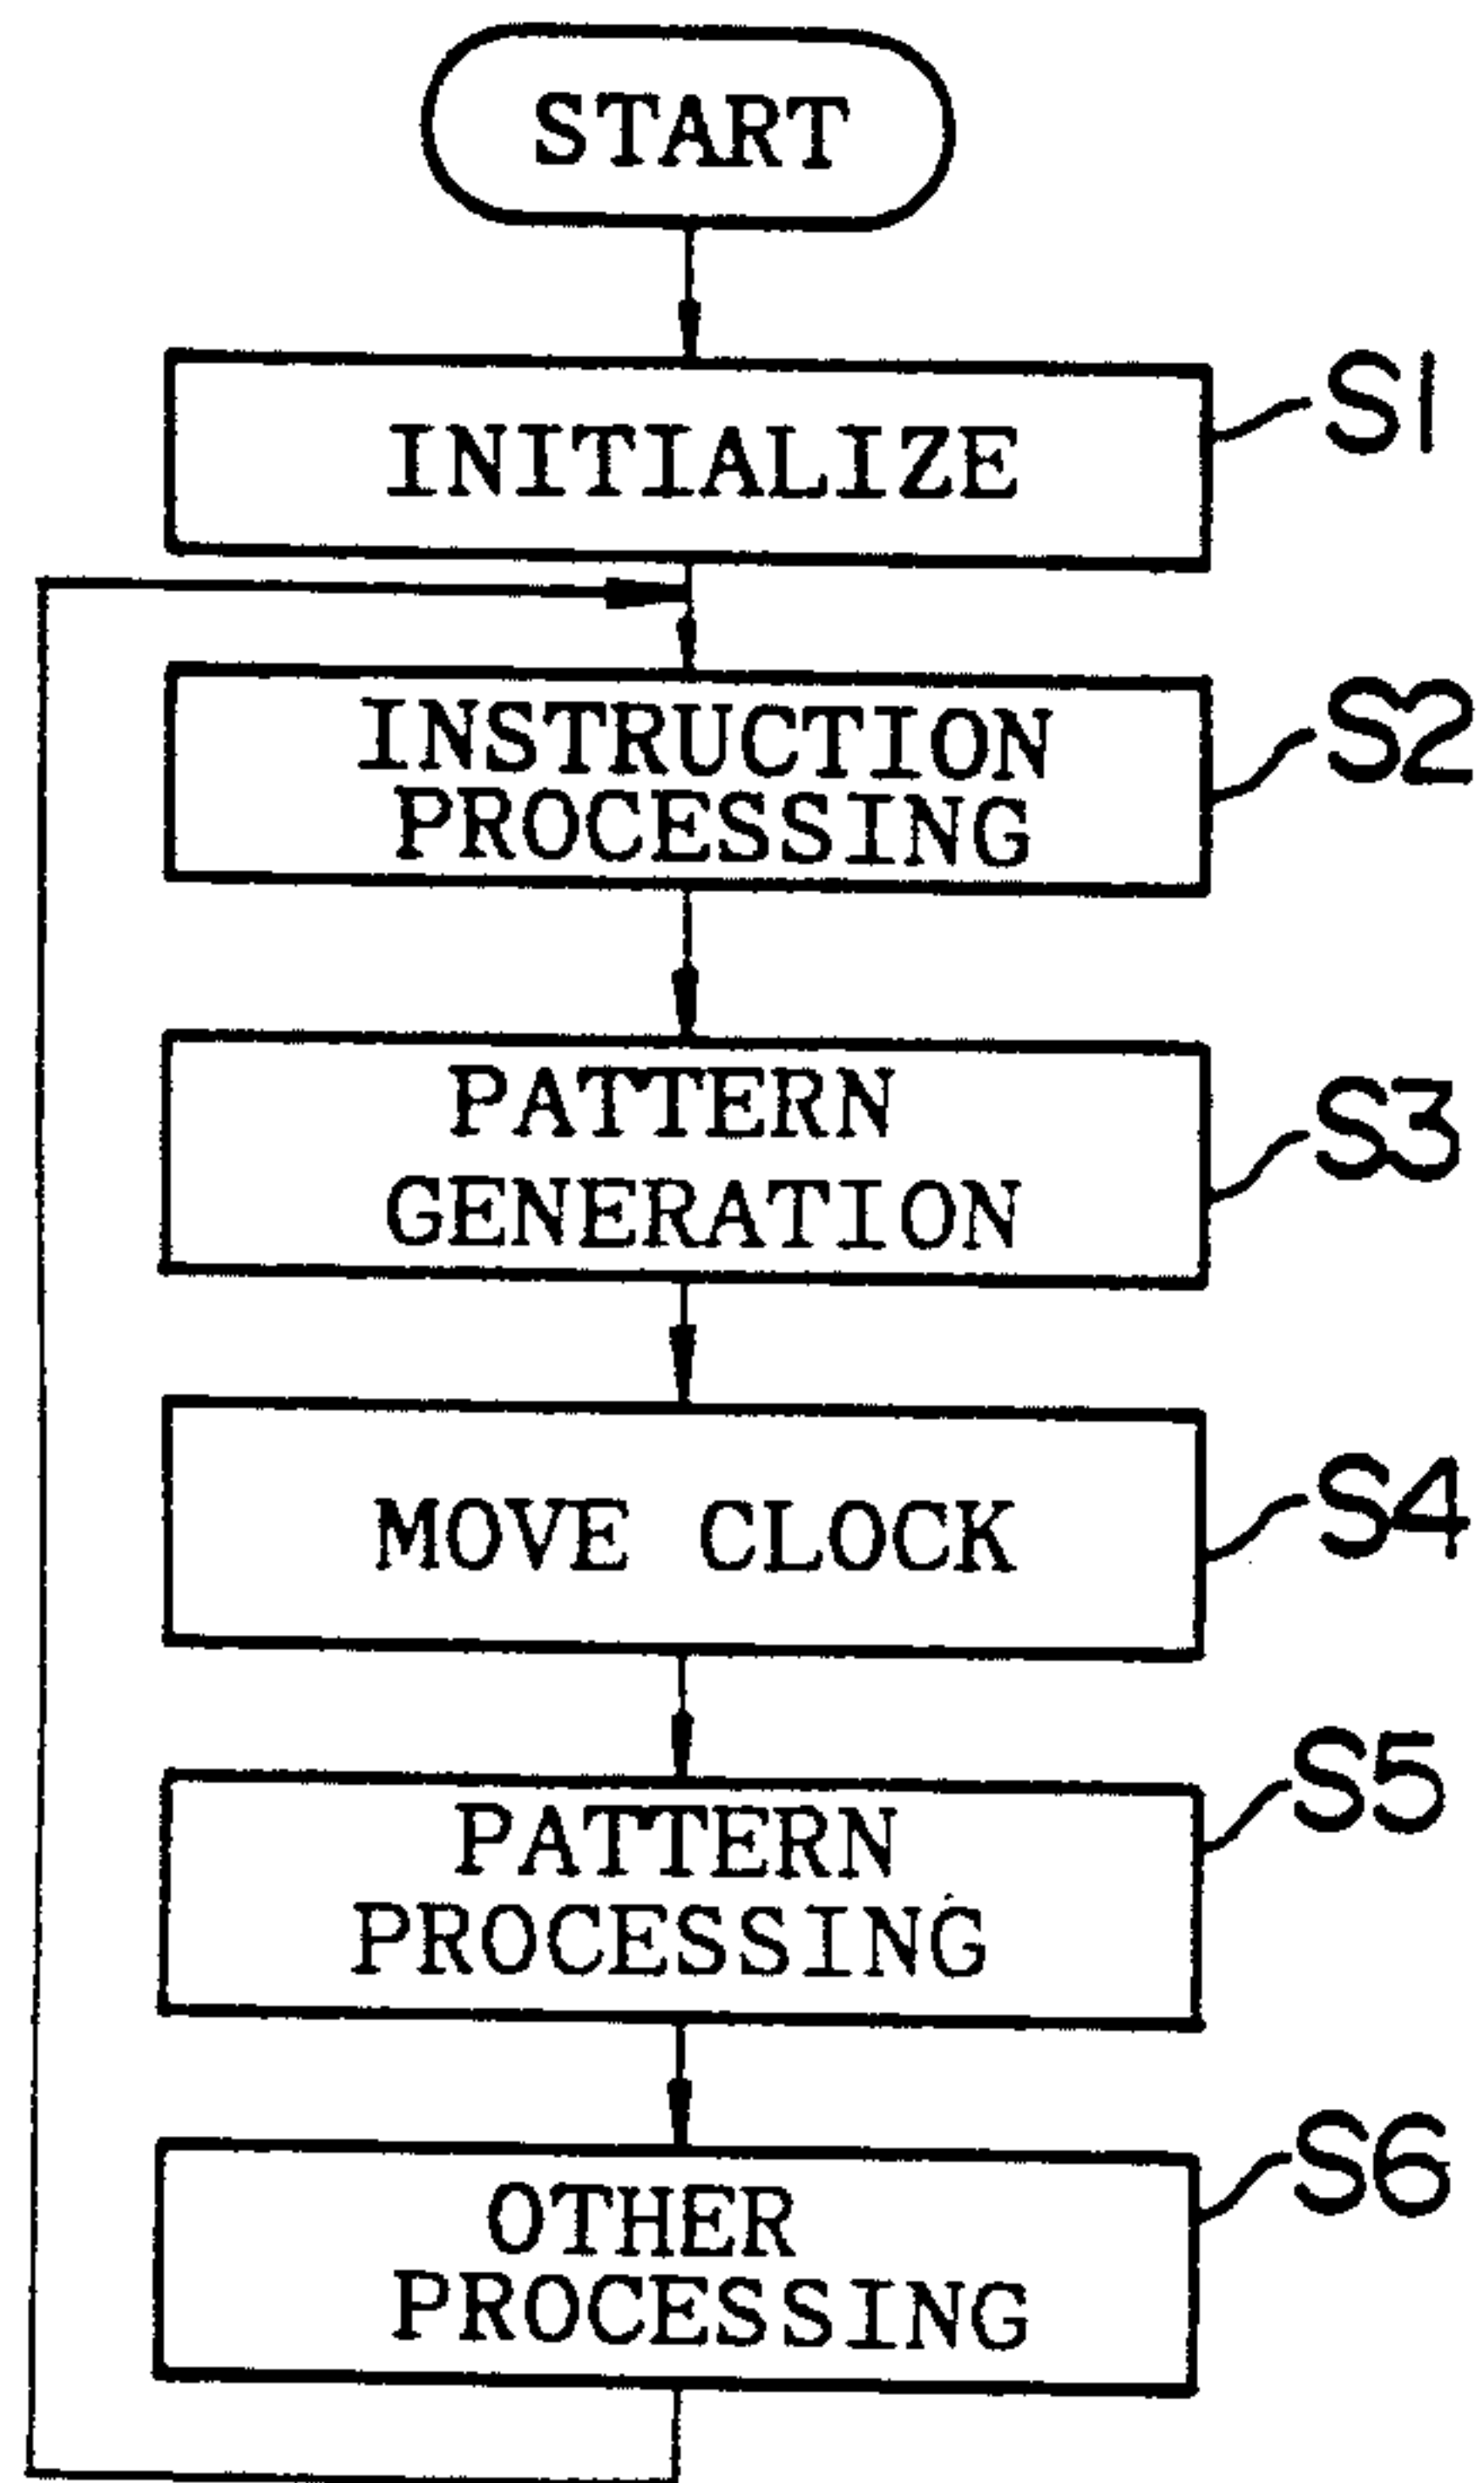 START
INITIALIZE
S1
INSTRUCTION
PROCESSING
S2
PATTERN
GENERATION
S3
MOVE CLOCK
S4
PATTERN
PROCESSING
S5
OTHER
PROCESSING
S6